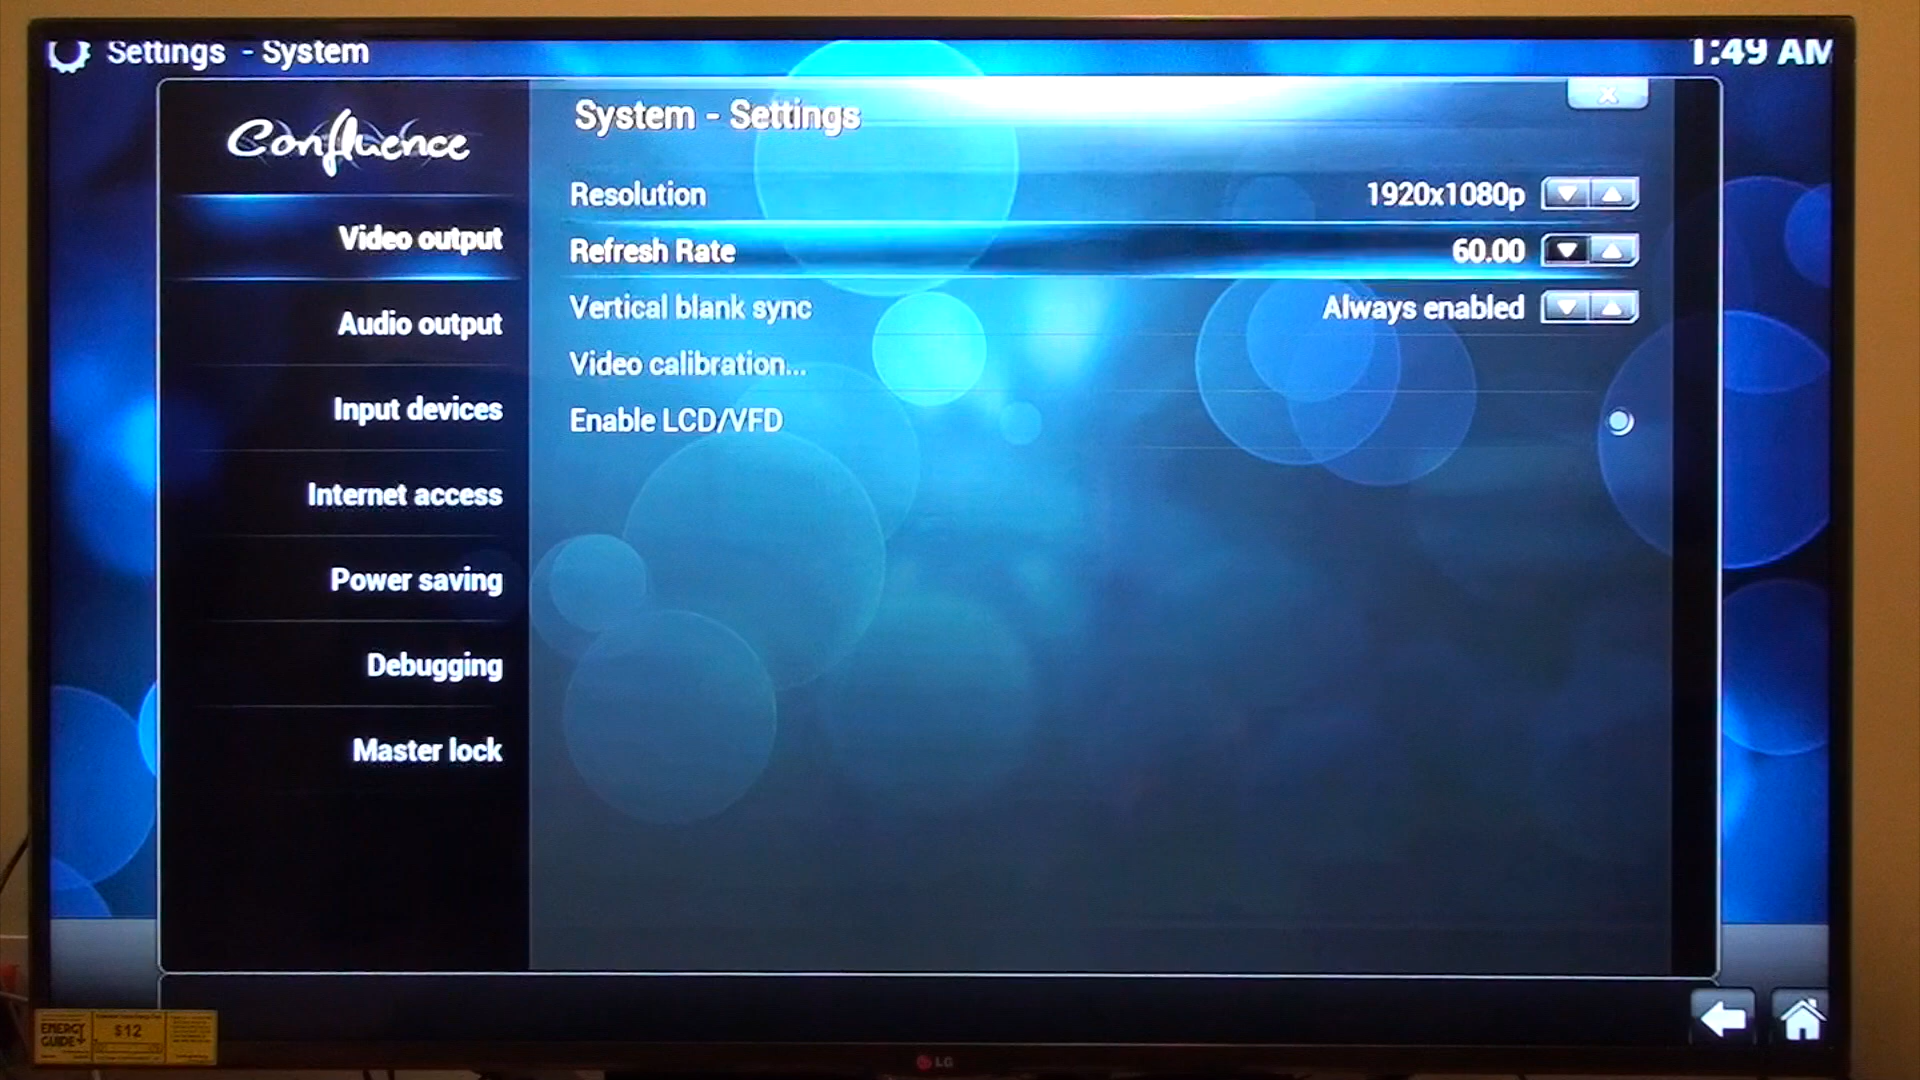 Settings - System
1:49 AM
Confluence
System - Settings
Video output
Audio output
Input devices
Internet access
Power saving
Debugging
Master lock
Resolution 1920x1080p
Refresh Rate 60.00
Vertical blank sync Always enabled
Video calibration...
Enable LCD/VFD
ENERGY
GUIDE
$12
LG